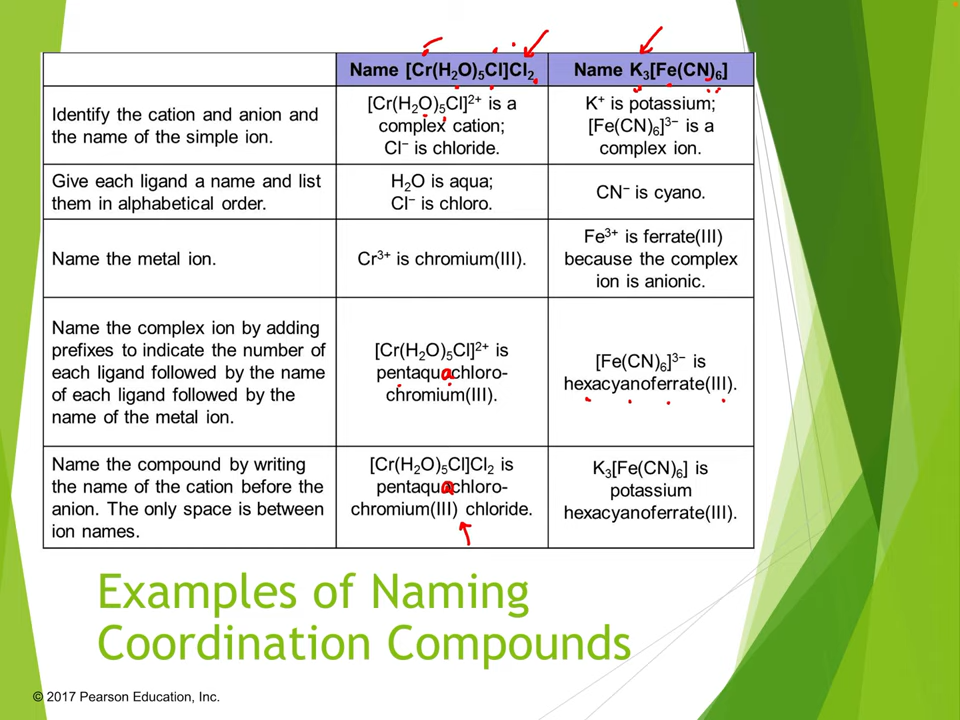 Name [Cr(H₂O)₅Cl]Cl₂
Name K₃[Fe(CN)₆]
Identify the cation and anion and
the name of the simple ion.
[Cr(H₂O)₅Cl]²⁺ is a
complex cation;
Cl⁻ is chloride.
K⁺ is potassium;
[Fe(CN)₆]³⁻ is a
complex ion.
Give each ligand a name and list
them in alphabetical order.
H₂O is aqua;
Cl⁻ is chloro.
CN⁻ is cyano.
Name the metal ion.
Cr³⁺ is chromium(III).
Fe³⁺ is ferrate(III)
because the complex
ion is anionic.
Name the complex ion by adding
prefixes to indicate the number of
each ligand followed by the name
of each ligand followed by the
name of the metal ion.
[Cr(H₂O)₅Cl]²⁺ is
pentaquachloro-
chromium(III).
[Fe(CN)₆]³⁻ is
hexacyanoferrate(III).
Name the compound by writing
the name of the cation before the
anion. The only space is between
ion names.
[Cr(H₂O)₅Cl]Cl₂ is
pentaquachloro-
chromium(III) chloride.
K₃[Fe(CN)₆] is
potassium
hexacyanoferrate(III).
Examples of Naming
Coordination Compounds
© 2017 Pearson Education, Inc.